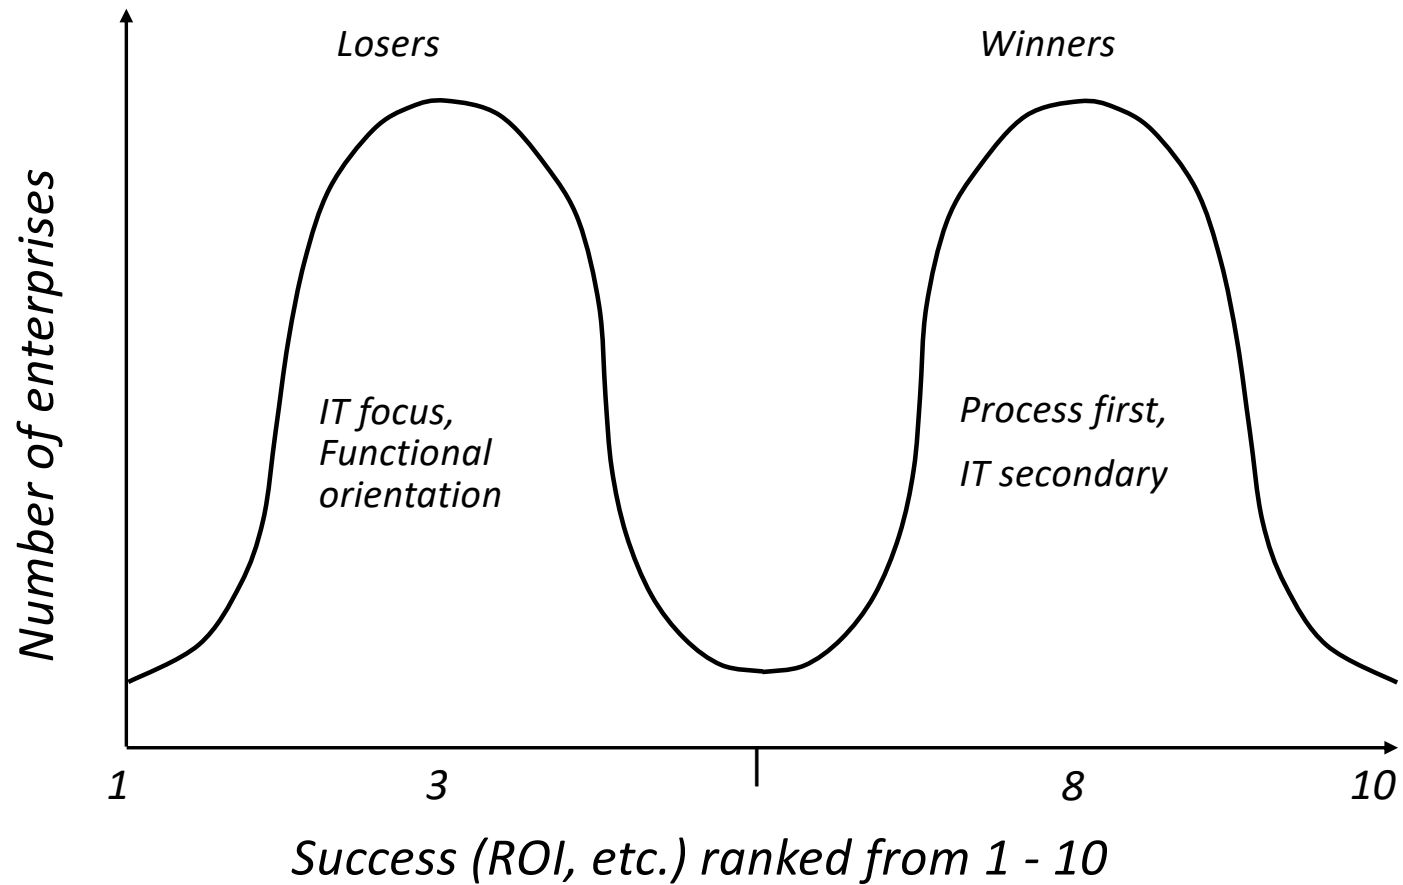 Losers
Winners
Number of enterprises
IT focus,
Functional
orientation
Process first,
IT secondary
1
3
8
10
Success (ROI, etc.) ranked from 1 - 10